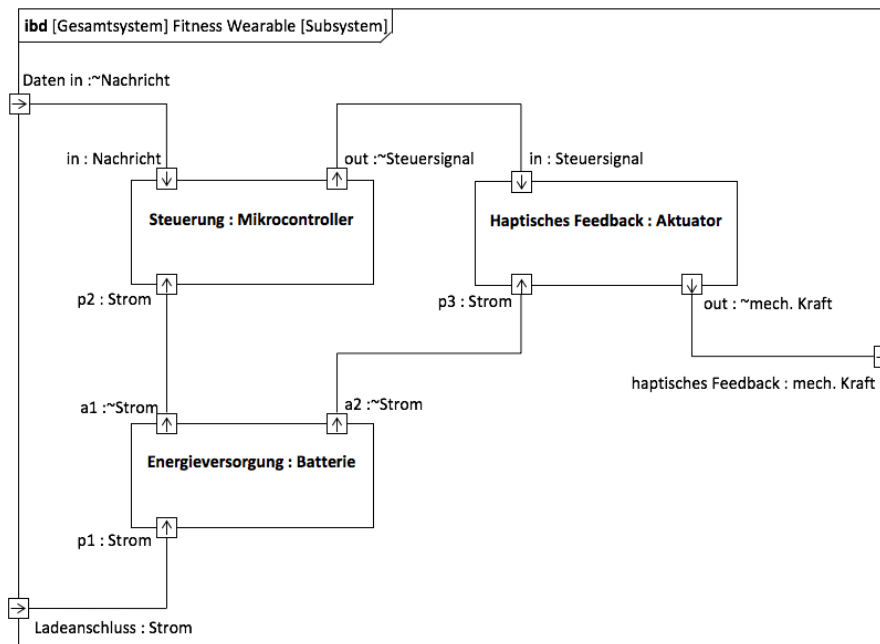 ibd [Gesamtsystem] Fitness Wearable [Subsystem]
Daten in :~Nachricht
in : Nachricht
out :~Steuersignal
in : Steuersignal
Steuerung : Mikrocontroller
Haptisches Feedback : Aktuator
p2 : Strom
p3 : Strom
out : ~mech. Kraft
haptisches Feedback : mech. Kraft
a1 :~Strom
a2 :~Strom
Energieversorgung : Batterie
p1 : Strom
Ladeanschluss : Strom